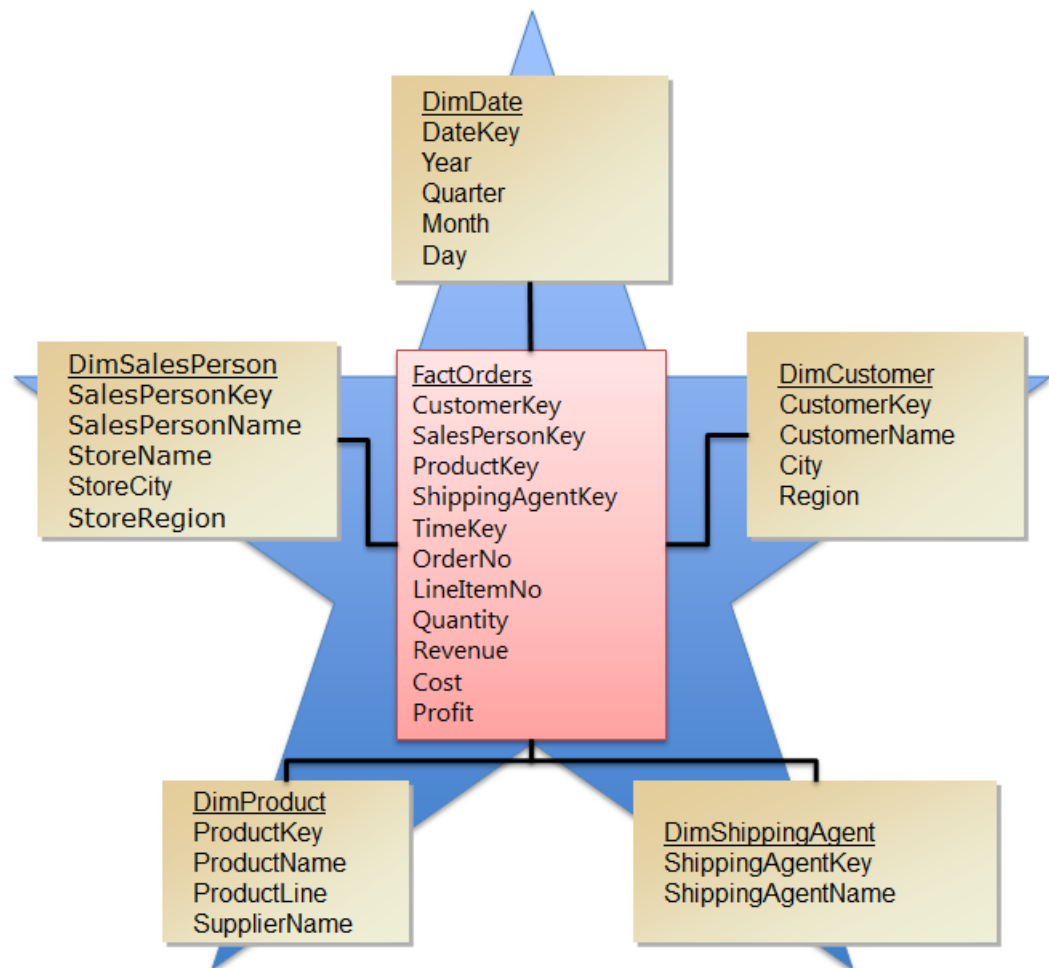 DimDate
DateKey
Year
Quarter
Month
Day
DimSalesPerson
SalesPersonKey
SalesPersonName
StoreName
StoreCity
StoreRegion
FactOrders
CustomerKey
SalesPersonKey
ProductKey
ShippingAgentKey
TimeKey
OrderNo
LineItemNo
Quantity
Revenue
Cost
Profit
DimCustomer
CustomerKey
CustomerName
City
Region
DimProduct
ProductKey
ProductName
ProductLine
SupplierName
DimShippingAgent
ShippingAgentKey
ShippingAgentName